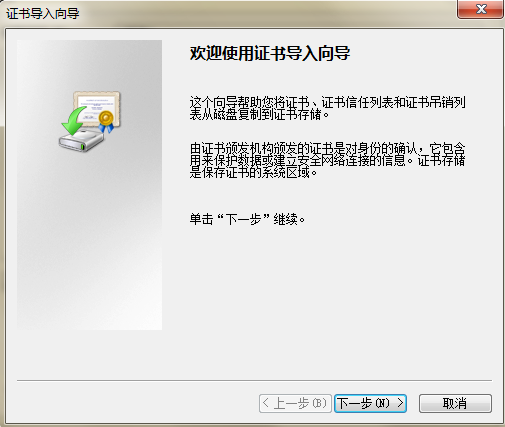 证书导入向导
欢迎使用证书导入向导
这个向导帮助您将证书、证书信任列表和证书吊销列
表从磁盘复制到证书存储。
由证书颁发机构颁发的证书是对身份的确认，它包含
用来保护数据或建立安全网络连接的信息。证书存储
是保存证书的系统区域。
单击“下一步”继续。
< 上一步(B)
下一步(N) >
取消